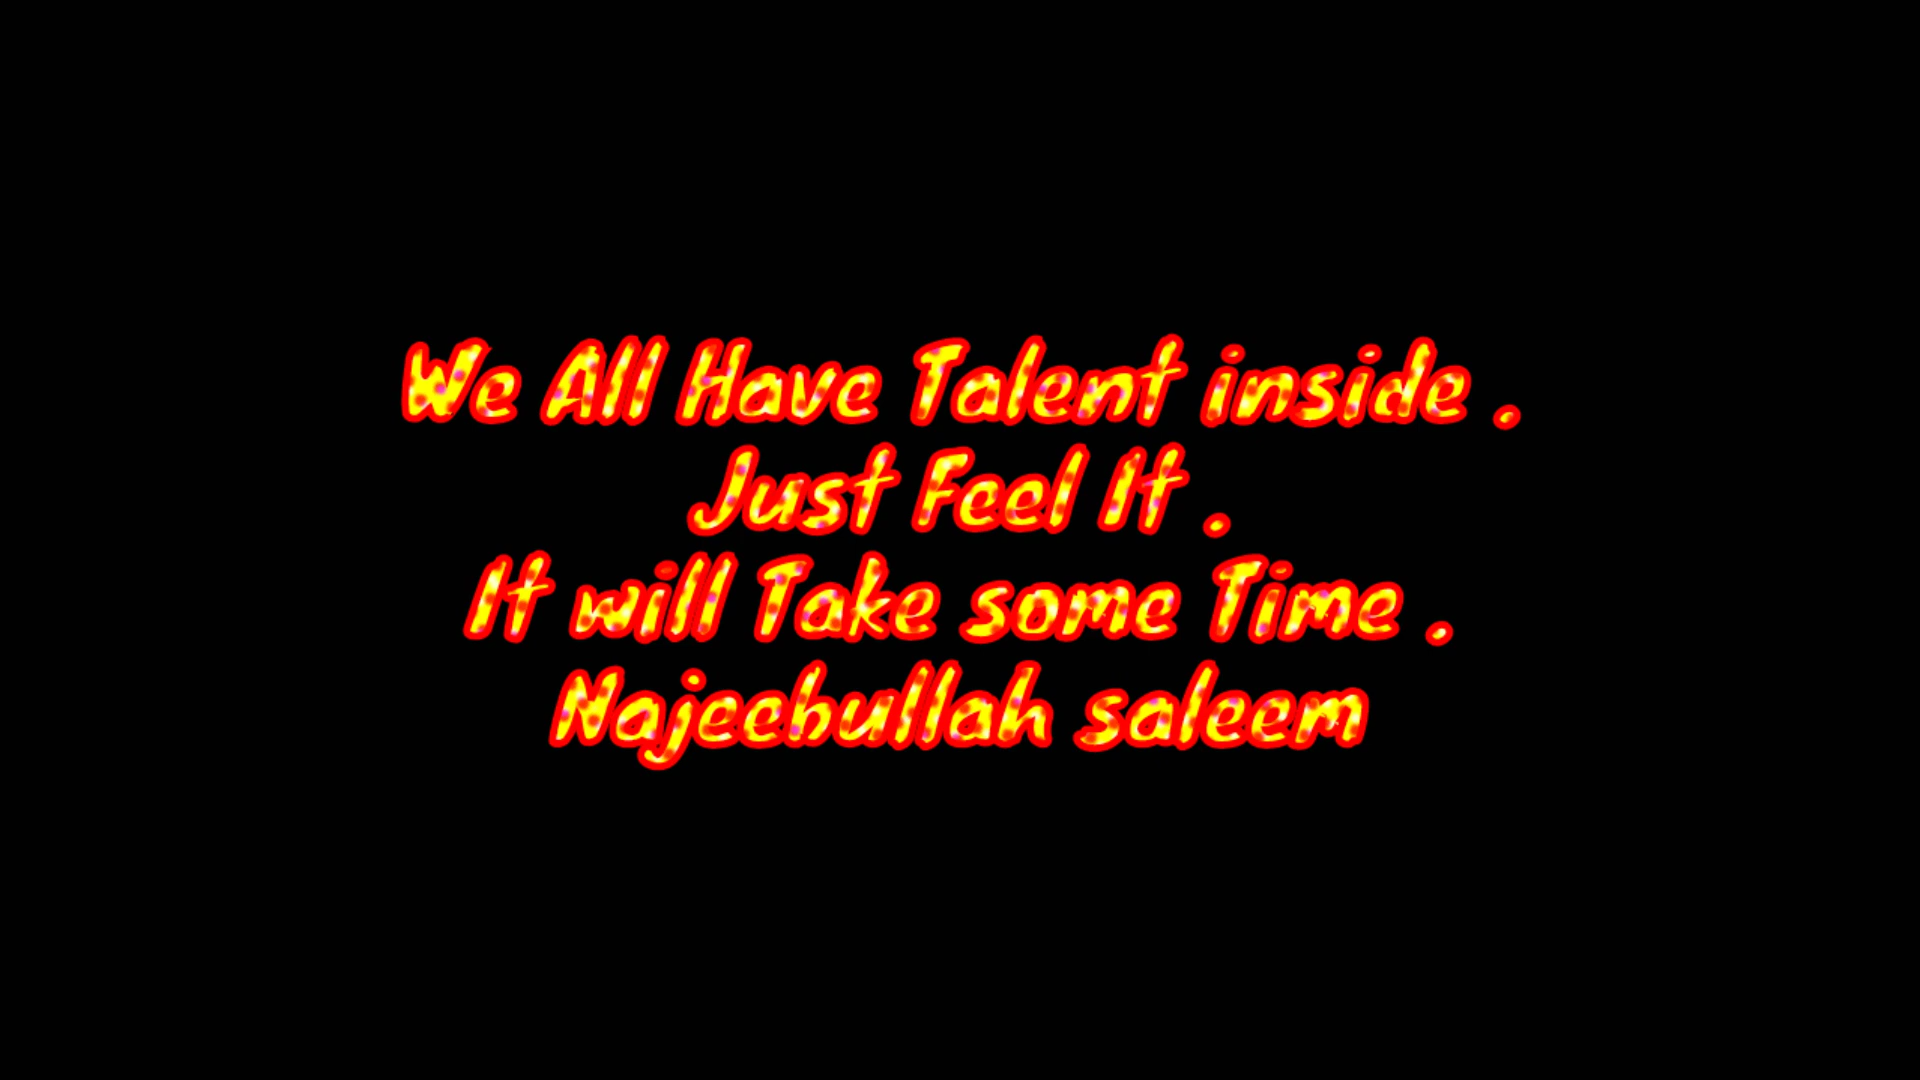 We All Have Talent inside .
Just Feel It .
It will Take some Time .
Najeebullah saleem